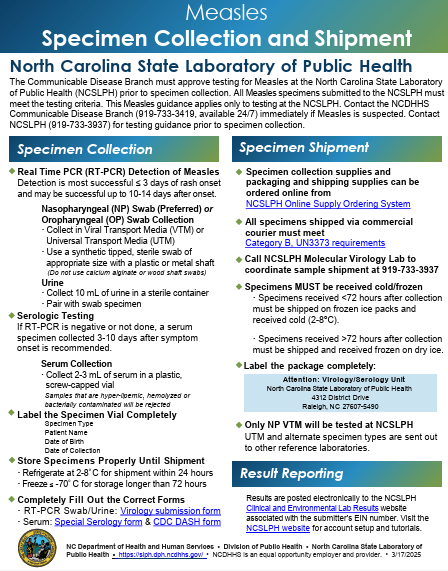 Measles
Specimen Collection and Shipment
North Carolina State Laboratory of Public Health
The Communicable Disease Branch must approve testing for Measles at the North Carolina State Laboratory
of Public Health (NCSLPH) prior to specimen collection. All Measles specimens submitted to the NCSLPH must
meet the testing criteria. This Measles guidance applies only to testing at the NCSLPH. Contact the NCDHHS
Communicable Disease Branch (919-733-3419, available 24/7) immediately if Measles is suspected. Contact
NCSLPH (919-733-3937) for testing guidance prior to specimen collection.
Specimen Collection
Real Time PCR (RT-PCR) Detection of Measles
Detection is most successful ≤ 3 days of rash onset
and may be successful up to 10-14 days after onset.
Nasopharyngeal (NP) Swab (Preferred) or
Oropharyngeal (OP) Swab Collection
· Collect in Viral Transport Media (VTM) or
Universal Transport Media (UTM)
· Use a synthetic tipped, sterile swab of
appropriate size with a plastic or metal shaft
(Do not use calcium alginate or wood shaft swabs)
Urine
· Collect 10 mL of urine in a sterile container
· Pair with swab specimen
Serologic Testing
If RT-PCR is negative or not done, a serum
specimen collected 3-10 days after symptom
onset is recommended.
Serum Collection
· Collect 2-3 mL of serum in a plastic,
screw-capped vial
Samples that are hyper-lipemic, hemolyzed or
bacterially contaminated will be rejected
Label the Specimen Vial Completely
Specimen Type
Patient Name
Date of Birth
Date of Collection
Store Specimens Properly Until Shipment
· Refrigerate at 2-8°C for shipment within 24 hours
· Freeze ≤ -70°C for storage longer than 72 hours
Completely Fill Out the Correct Forms
· RT-PCR Swab/Urine: Virology submission form
· Serum: Special Serology form & CDC DASH form
Specimen Shipment
Specimen collection supplies and
packaging and shipping supplies can be
ordered online from
NCSLPH Online Supply Ordering System
All specimens shipped via commercial
courier must meet
Category B, UN3373 requirements
Call NCSLPH Molecular Virology Lab to
coordinate sample shipment at 919-733-3937
Specimens MUST be received cold/frozen
· Specimens received <72 hours after collection
must be shipped on frozen ice packs and
received cold (2-8°C).
· Specimens received >72 hours after collection
must be shipped and received frozen on dry ice.
Label the package completely:
Attention: Virology/Serology Unit
North Carolina State Laboratory of Public Health
4312 District Drive
Raleigh, NC 27607-5490
Only NP VTM will be tested at NCSLPH
UTM and alternate specimen types are sent out
to other reference laboratories.
Result Reporting
Results are posted electronically to the NCSLPH
Clinical and Environmental Lab Results website
associated with the submitter's EIN number. Visit the
NCSLPH website for account setup and tutorials.
NC Department of Health and Human Services • Division of Public Health • North Carolina State Laboratory of
Public Health • https://slph.dph.ncdhhs.gov/ • NCDHHS is an equal opportunity employer and provider. • 3/17/2025